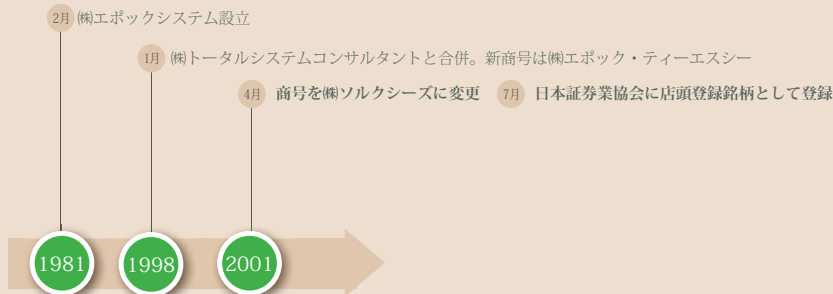 2月 ㈱エポックシステム設立
1月 ㈱トータルシステムコンサルタントと合併。新商号は㈱エポック・ティーエスシー
4月 商号を㈱ソルクシーズに変更 7月 日本証券業協会に店頭登録銘柄として登録
1981 1998 2001